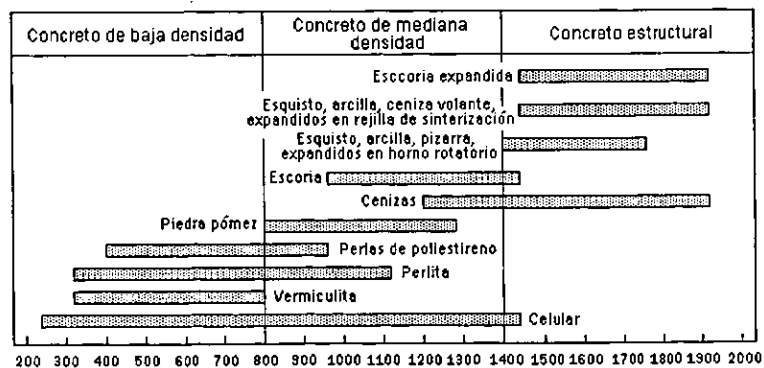 Concreto de baja densidad
Concreto de mediana
densidad
Concreto estructural
Esccoria expandida
Esquisto, arcilla, ceniza volante,
expandidos en rejilla de sinterización
Esquisto, arcilla, pizarra,
expandidos en horno rotatorio
Escoria
Cenizas
Piedra pómez
Perlas de poliestireno
Perlita
Vermiculita
Celular
200 300 400 500 600 700 800 900 1000 1100 1200 1300 1400 1500 1600 1700 1800 1900 2000